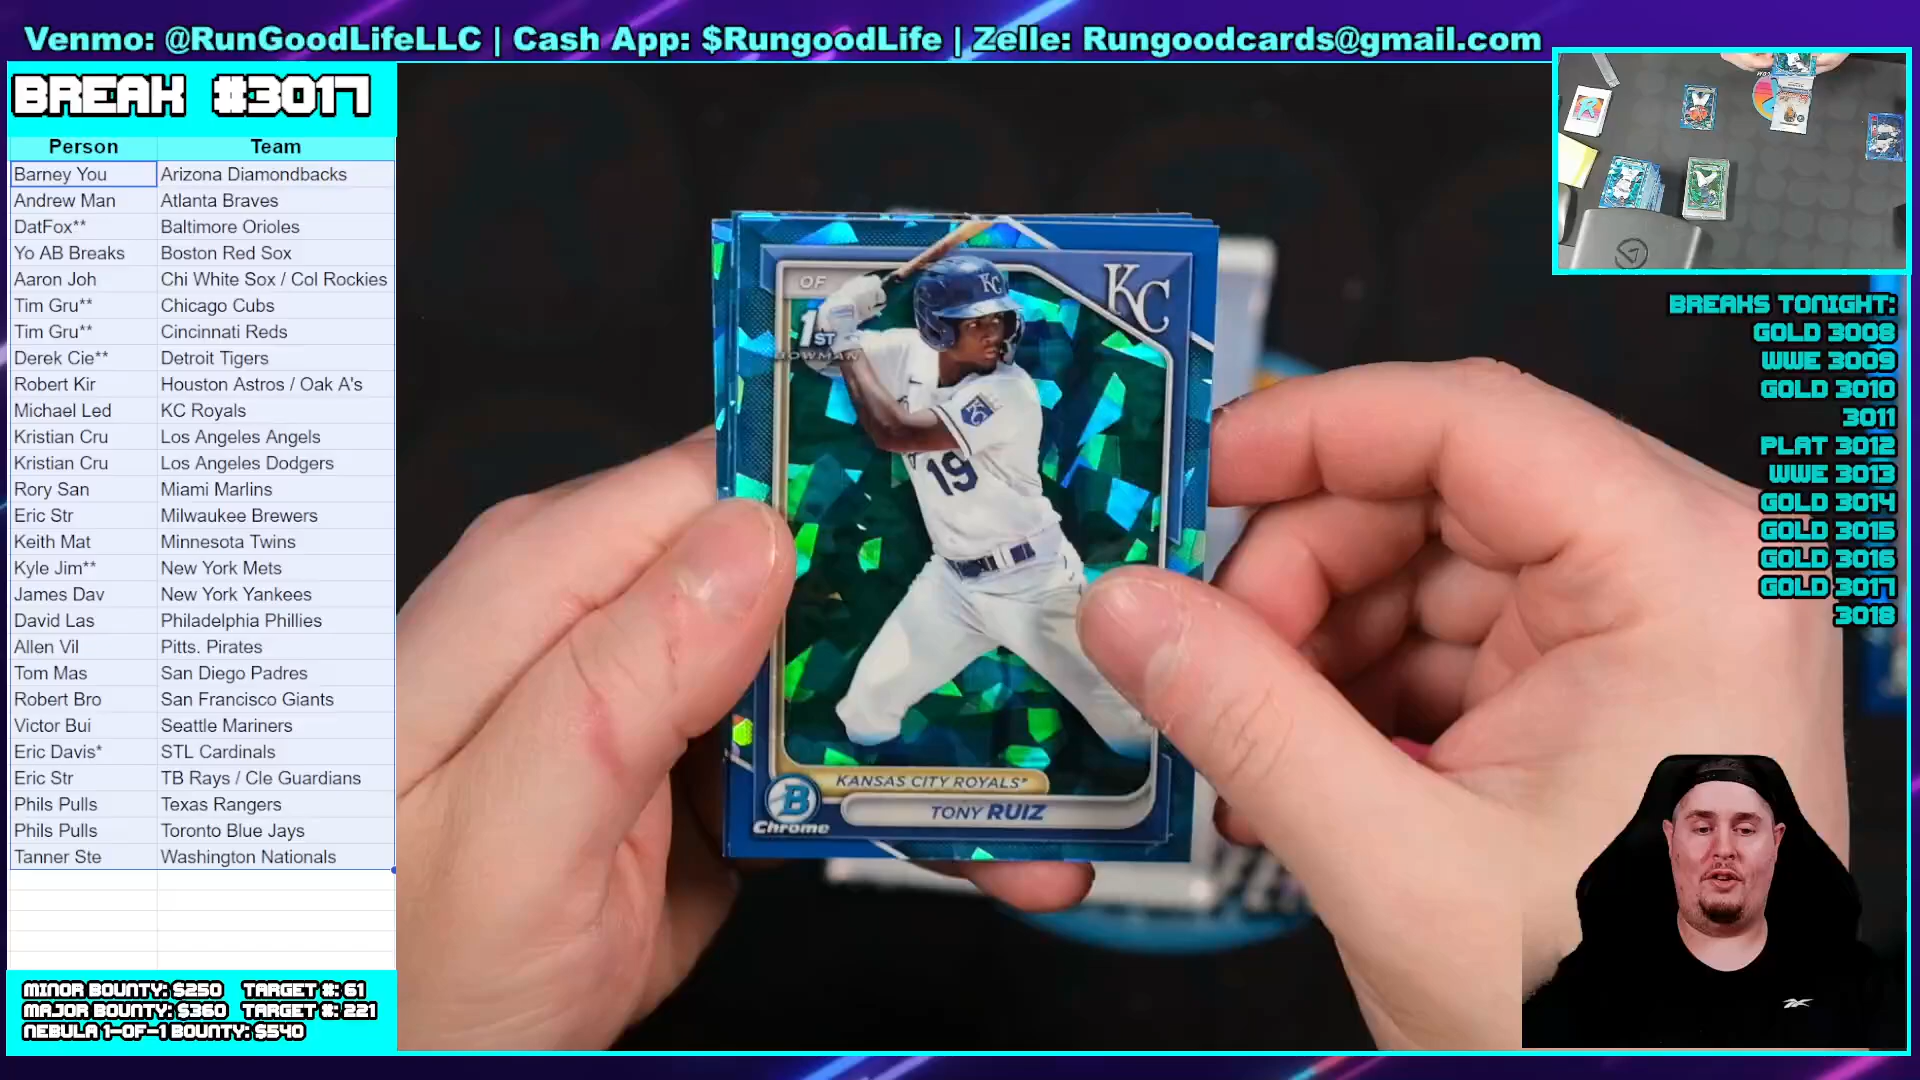 Venmo: @RunGoodLifeLLC | Cash App: $RungoodLife | Zelle: Rungoodcards@gmail.com
BREAK #3017
Person Team
Barney You Arizona Diamondbacks
Andrew Man Atlanta Braves
DatFox** Baltimore Orioles
Yo AB Breaks Boston Red Sox
Aaron Joh Chi White Sox / Col Rockies
Tim Gru** Chicago Cubs
Tim Gru** Cincinnati Reds
Derek Cie** Detroit Tigers
Robert Kir Houston Astros / Oak A's
Michael Led KC Royals
Kristian Cru Los Angeles Angels
Kristian Cru Los Angeles Dodgers
Rory San Miami Marlins
Eric Str Milwaukee Brewers
Keith Mat Minnesota Twins
Kyle Jim** New York Mets
James Dav New York Yankees
David Las Philadelphia Phillies
Allen Vil Pitts. Pirates
Tom Mas San Diego Padres
Robert Bro San Francisco Giants
Victor Bui Seattle Mariners
Eric Davis* STL Cardinals
Eric Str TB Rays / Cle Guardians
Phils Pulls Texas Rangers
Phils Pulls Toronto Blue Jays
Tanner Ste Washington Nationals
MINOR BOUNTY: $250 TARGET #: 61
MAJOR BOUNTY: $360 TARGET #: 221
NEBULA 1-OF-1 BOUNTY: $540
OF
KC
KC
1ST
BOWMAN
KC
19
KANSAS CITY ROYALS*
TONY RUIZ
B
Chrome
BREAKS TONIGHT:
GOLD 3008
WWE 3009
GOLD 3010
3011
PLAT 3012
WWE 3013
GOLD 3014
GOLD 3015
GOLD 3016
GOLD 3017
3018